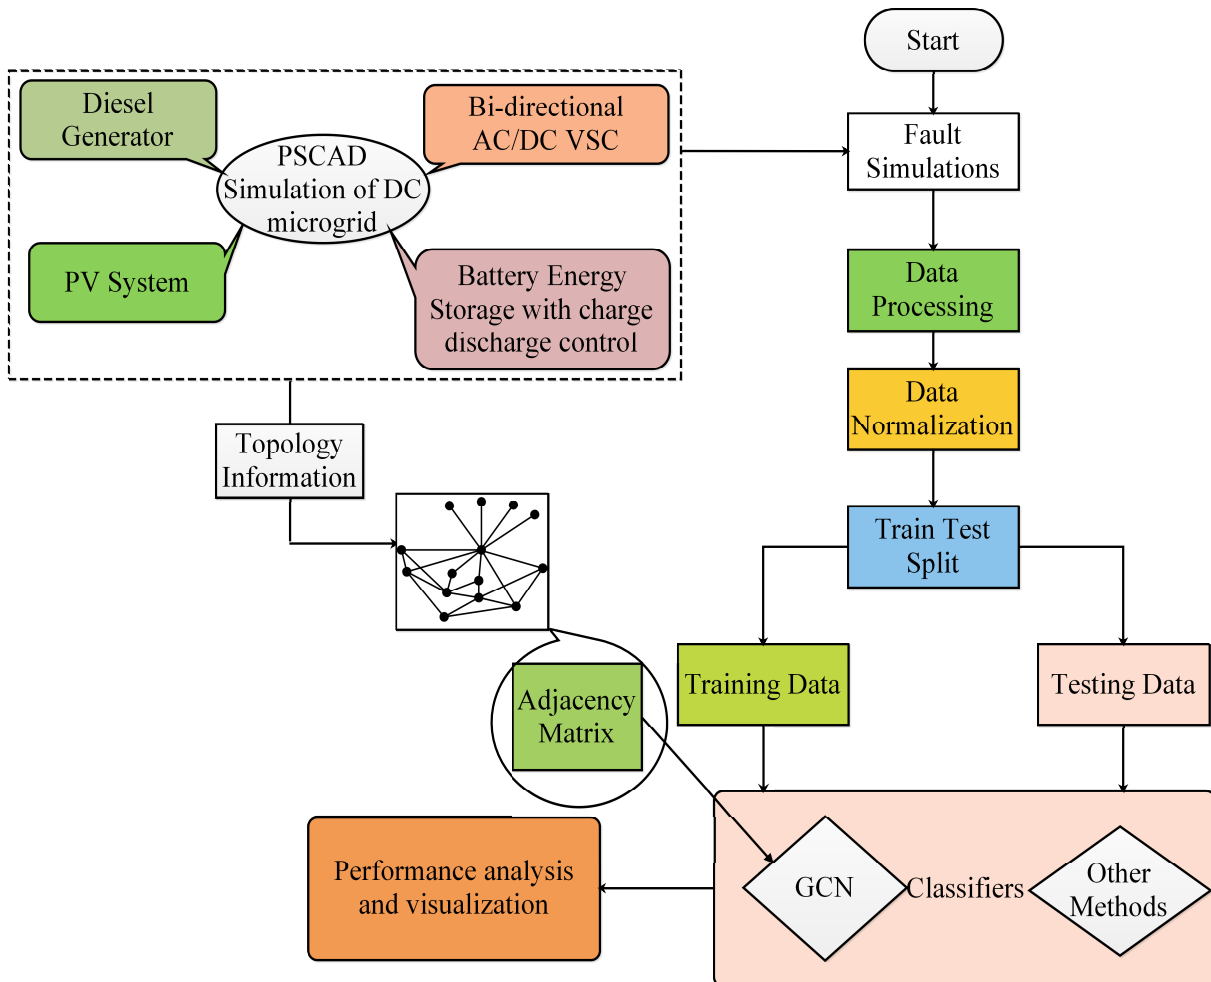 Start
Diesel
Generator
Bi-directional
AC/DC VSC
PSCAD
Simulation of DC
microgrid
Fault
Simulations
PV System
Battery Energy
Storage with charge
discharge control
Data
Processing
Data
Normalization
Topology
Information
Train Test
Split
Adjacency
Matrix
Training Data
Testing Data
Performance analysis
and visualization
GCN
Classifiers
Other
Methods